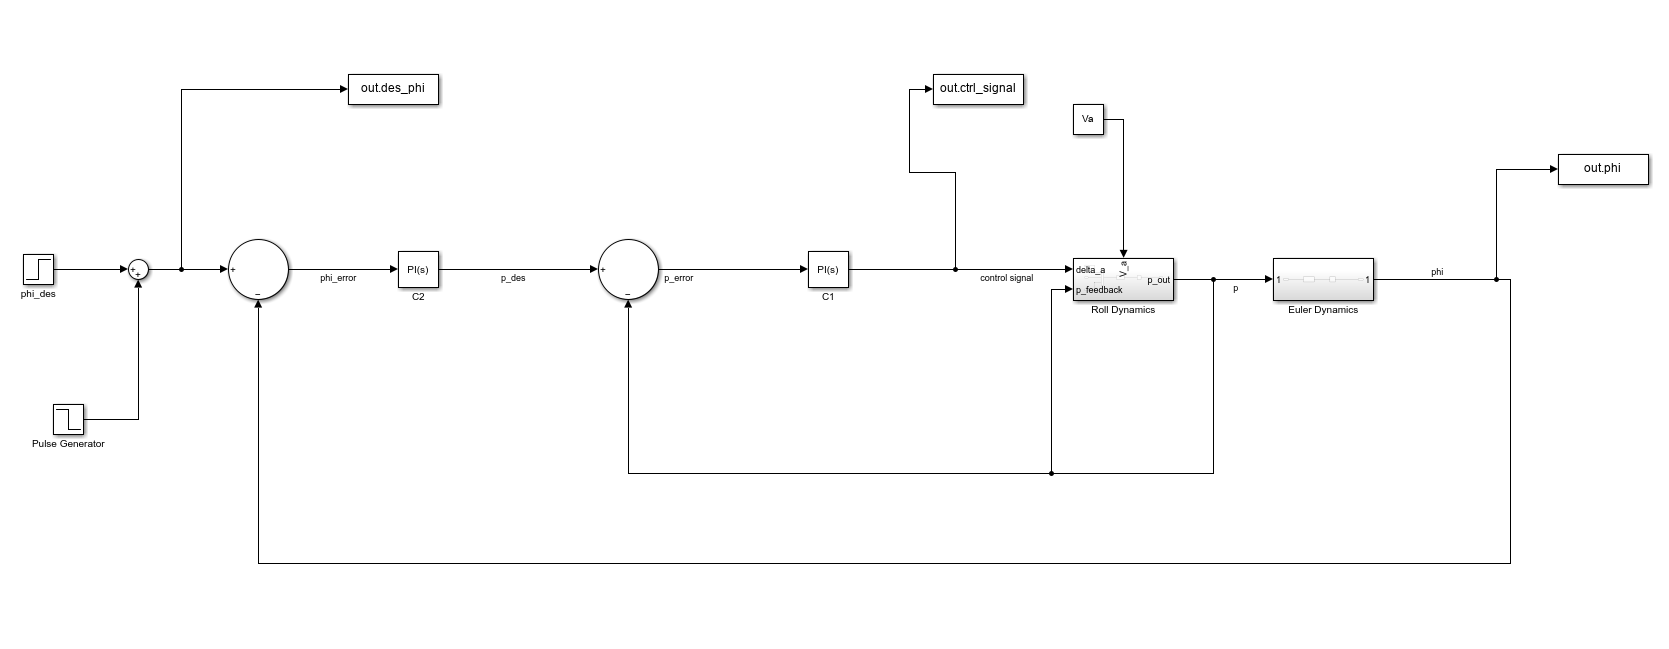 out.des_phi
out.ctrl_signal
Va
out.phi
phi_des
+
+
+
−
phi_error
PI(s)
C2
p_des
+
−
p_error
PI(s)
C1
control signal
delta_a
V_a
p_feedback
p_out
Roll Dynamics
p
1
1
Euler Dynamics
phi
Pulse Generator